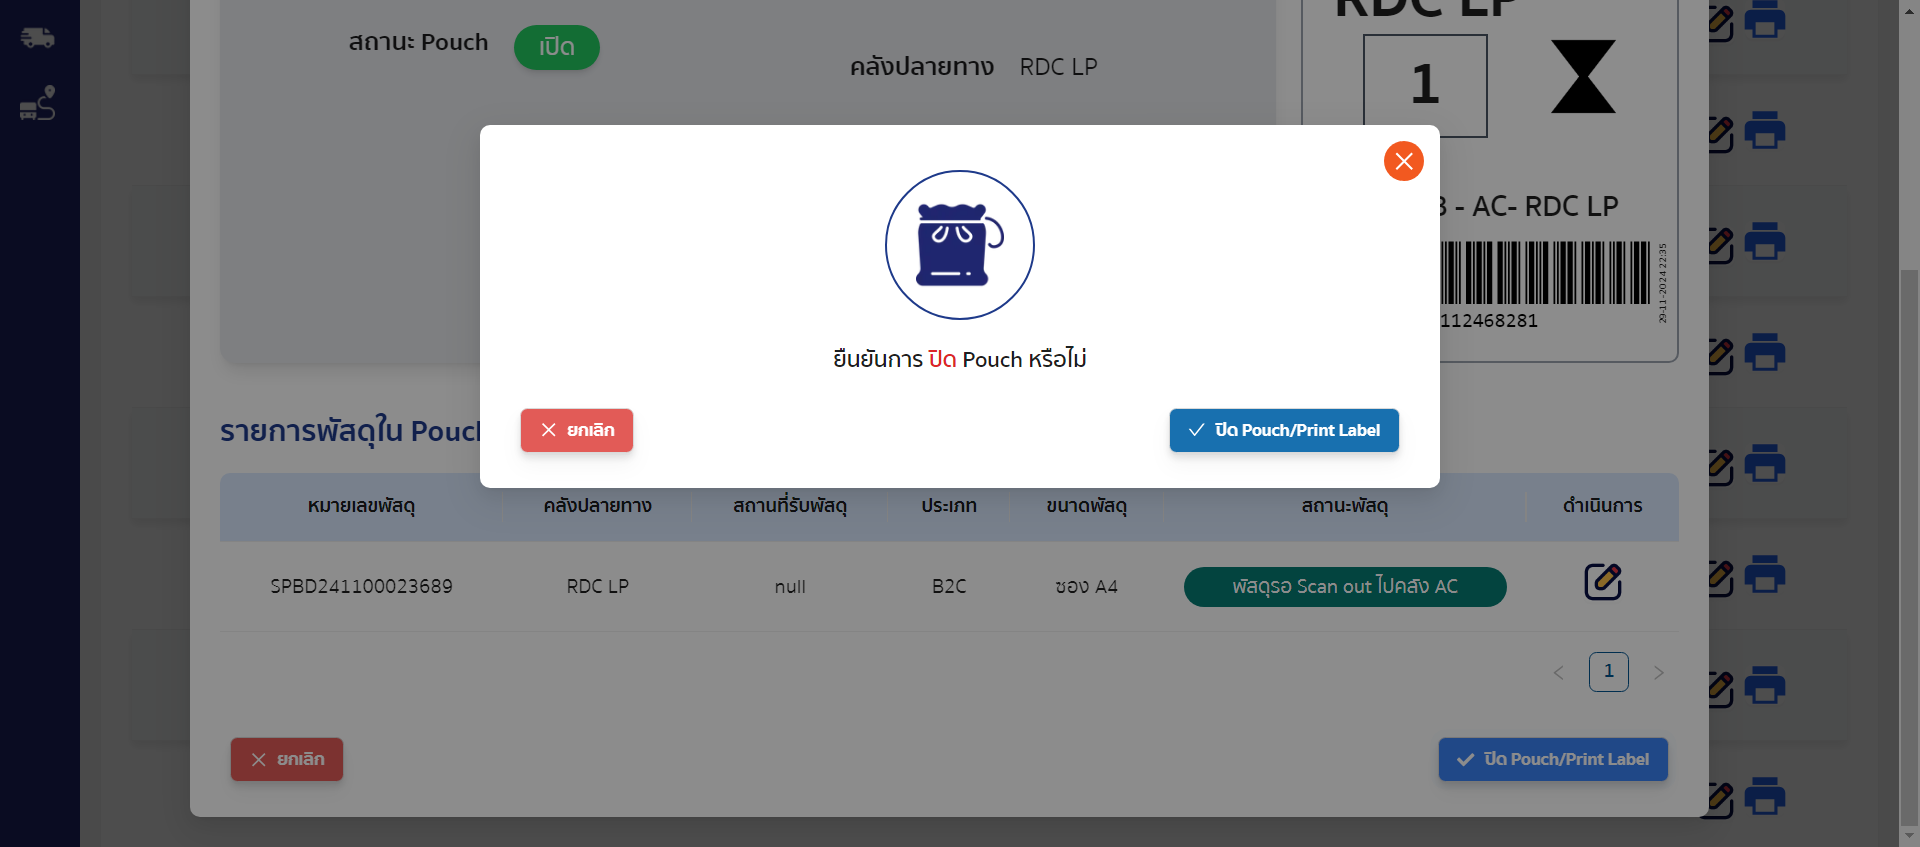 สถานะ Pouch
เปิด
คลังปลายทาง RDC LP
1
- AC- RDC LP
112468281
29-11-2024 22:35
ยืนยันการ ปิด Pouch หรือไม่
ยกเลิก
ปิด Pouch/Print Label
รายการพัสดุใน
หมายเลขพัสดุ คลังปลายทาง สถานที่รับพัสดุ ประเภท ขนาดพัสดุ สถานะพัสดุ ดำเนินการ
SPBD241100023689 RDC LP null B2C ซอง A4 พัสดุรอ Scan out ไปคลัง AC
1
ยกเลิก
ปิด Pouch/Print Label